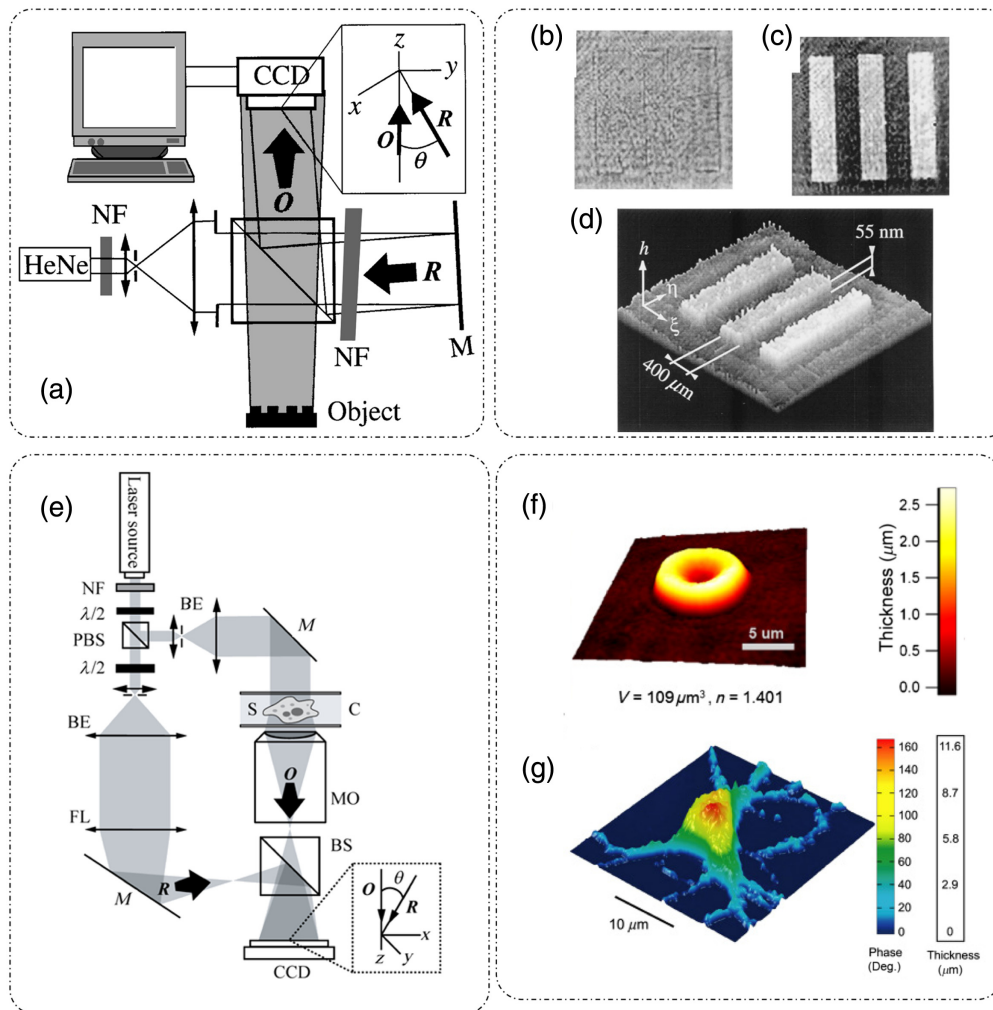 (a)
CCD
z
y
x
O
R
θ
O
NF
HeNe
R
NF
M
Object
(b)
(c)
(d)
h
η
ξ
55 nm
400 μm
(e)
Laser source
NF
λ/2
PBS
λ/2
BE
M
S
C
BE
O
MO
FL
BS
M
R
O
θ
R
x
z
y
CCD
(f)
5 um
V = 109 μm³, n = 1.401
Thickness (μm)
2.5
2.0
1.5
1.0
0.5
0.0
(g)
10 μm
160
140
120
100
80
60
40
20
0
Phase
(Deg.)
11.6
8.7
5.8
2.9
0
Thickness
(μm)